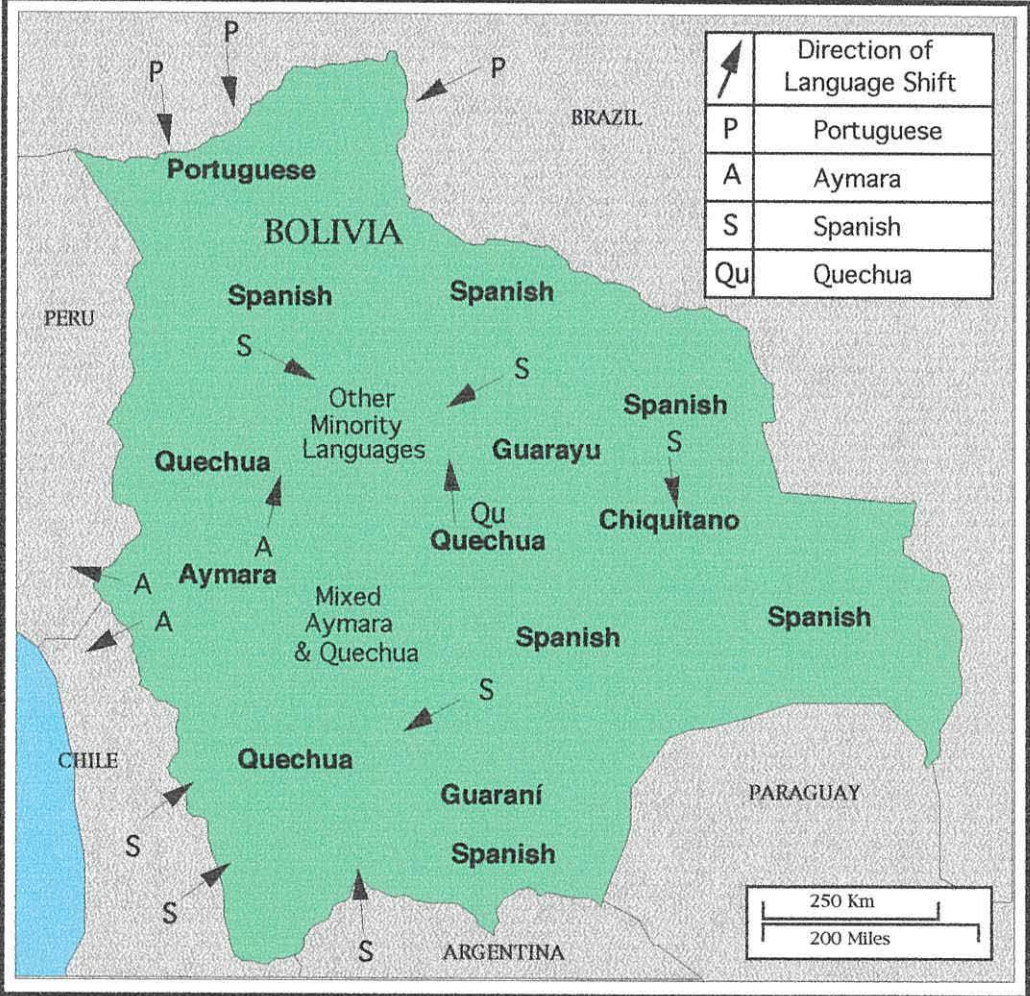 P
P
P
Direction of
Language Shift
P Portuguese
A Aymara
S Spanish
Qu Quechua
BRAZIL
Portuguese
BOLIVIA
Spanish
Spanish
PERU
S
S
Other
Minority
Languages
Spanish
S
Guarayu
Quechua
Qu
Quechua
Chiquitano
A
Aymara
A
A
Mixed
Aymara
& Quechua
Spanish
Spanish
S
CHILE
Quechua
Guaraní
PARAGUAY
S
Spanish
S
S
ARGENTINA
250 Km
200 Miles